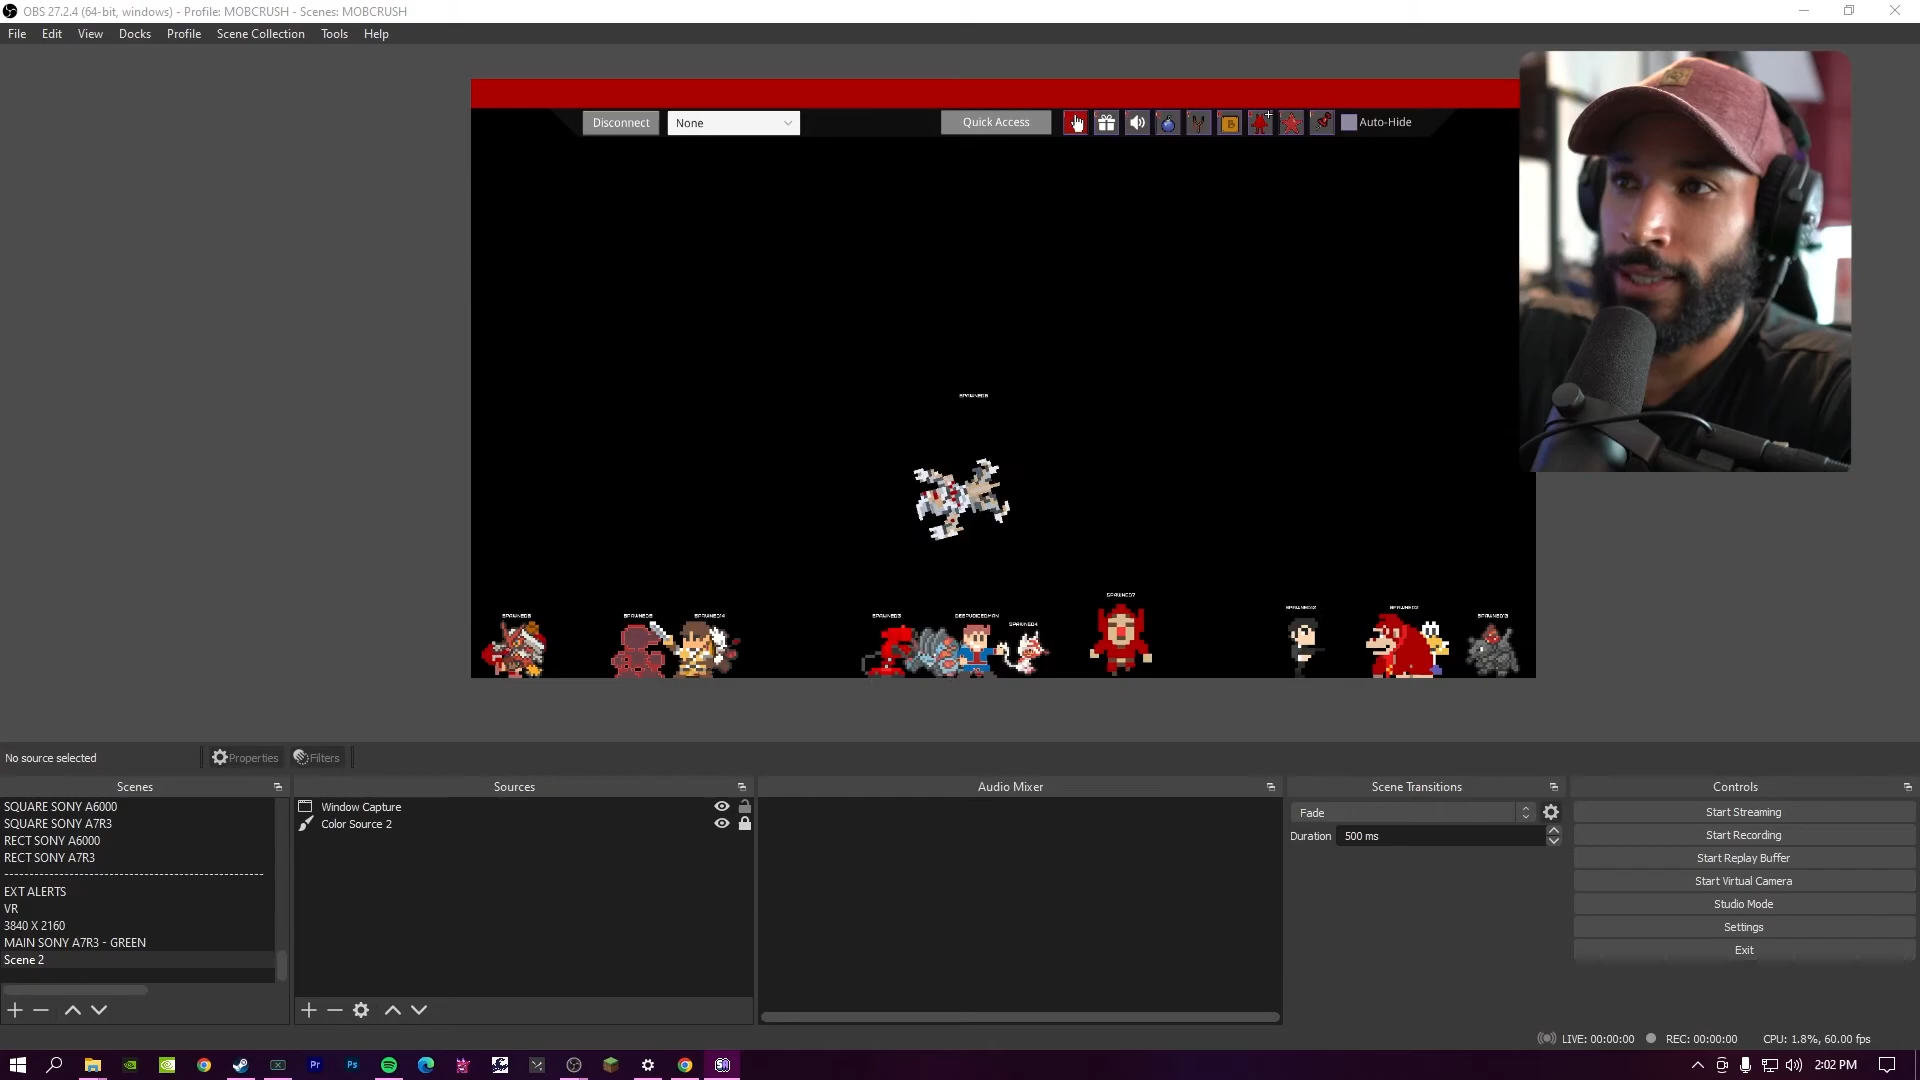 OBS 27.2.4 (64-bit, windows) - Profile: MOBCRUSH - Scenes: MOBCRUSH
File Edit View Docks Profile Scene Collection Tools Help
Disconnect None Quick Access Auto-Hide
DEEPVOICEDMAN
No source selected Properties Filters
Scenes Sources Audio Mixer Scene Transitions Controls
SQUARE SONY A6000
SQUARE SONY A7R3
RECT SONY A6000
RECT SONY A7R3
----------------------------------------------------
EXT ALERTS
VR
3840 X 2160
MAIN SONY A7R3 - GREEN
Scene 2
Window Capture
Color Source 2
Fade
Duration 500 ms
Start Streaming
Start Recording
Start Replay Buffer
Start Virtual Camera
Studio Mode
Settings
Exit
LIVE: 00:00:00 REC: 00:00:00 CPU: 1.8%, 60.00 fps
Pr Ps 2:02 PM